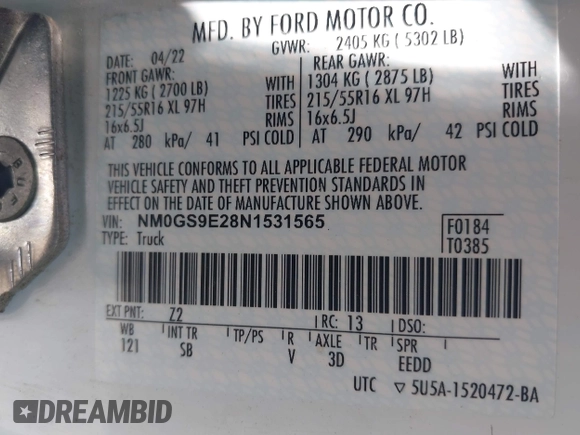 MFD. BY FORD MOTOR CO.
DATE: 04/22 GVWR: 2405 KG ( 5302 LB)
FRONT GAWR: REAR GAWR:
1225 KG ( 2700 LB) WITH 1304 KG ( 2875 LB) WITH
215/55R16 XL 97H TIRES 215/55R16 XL 97H TIRES
16x6.5J RIMS 16x6.5J RIMS
AT 280 kPa/ 41 PSI COLD AT 290 kPa/ 42 PSI COLD
THIS VEHICLE CONFORMS TO ALL APPLICABLE FEDERAL MOTOR
VEHICLE SAFETY AND THEFT PREVENTION STANDARDS IN
EFFECT ON THE DATE OF MANUFACTURE SHOWN ABOVE.
VIN: NM0GS9E28N1531565 F0184
TYPE: Truck T0385
EXT PNT: Z2 RC: 13 DSO:
WB INT TR TP/PS R AXLE TR SPR
121 SB V 3D EEDD
UTC ▽ 5U5A-1520472-BA
DREAMBID